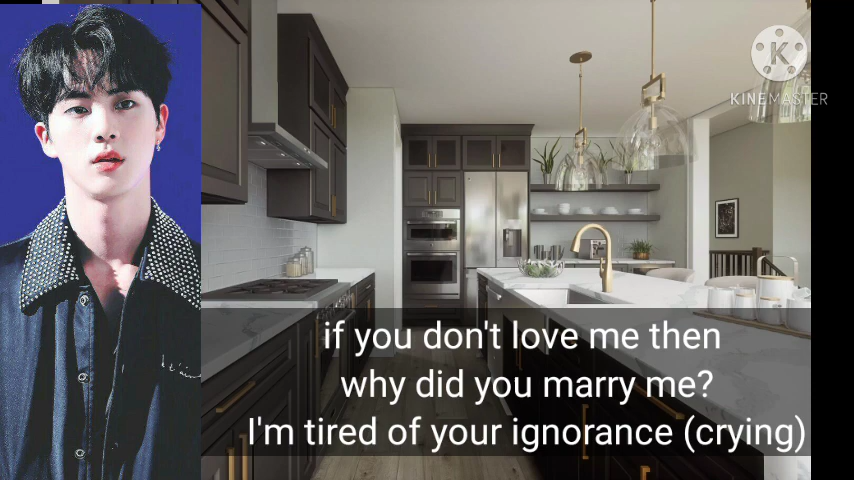 KINEMASTER
if you don't love me then
why did you marry me?
I'm tired of your ignorance (crying)